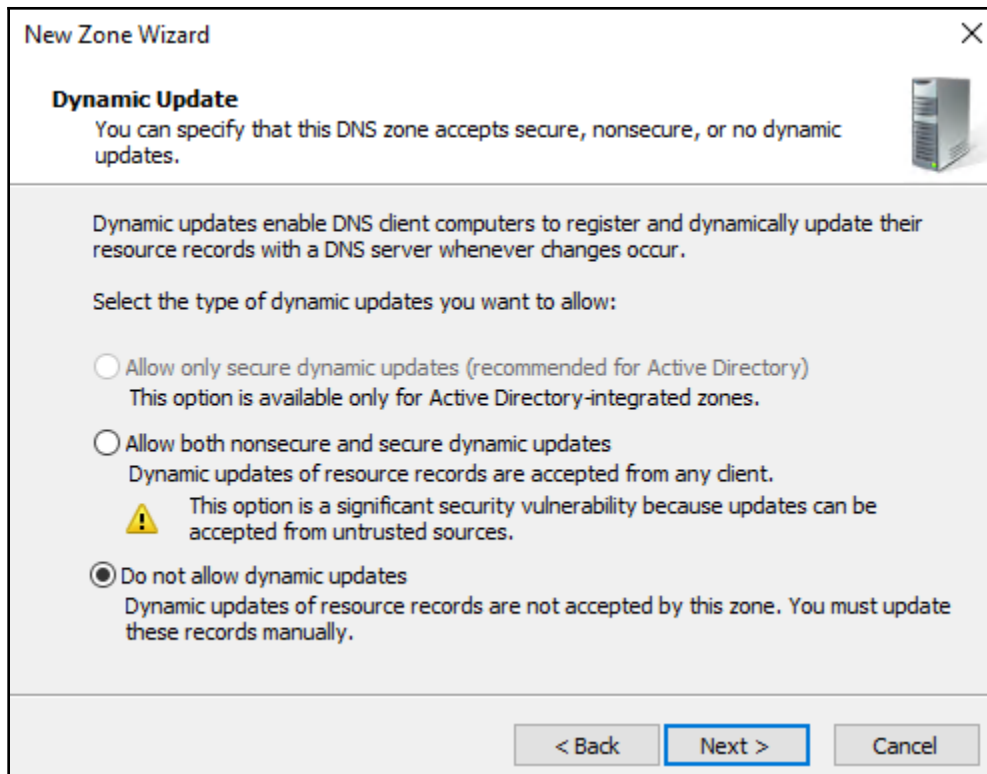 New Zone Wizard
Dynamic Update
You can specify that this DNS zone accepts secure, nonsecure, or no dynamic
updates.
Dynamic updates enable DNS client computers to register and dynamically update their
resource records with a DNS server whenever changes occur.
Select the type of dynamic updates you want to allow:
Allow only secure dynamic updates (recommended for Active Directory)
This option is available only for Active Directory-integrated zones.
Allow both nonsecure and secure dynamic updates
Dynamic updates of resource records are accepted from any client.
This option is a significant security vulnerability because updates can be
accepted from untrusted sources.
Do not allow dynamic updates
Dynamic updates of resource records are not accepted by this zone. You must update
these records manually.
< Back Next > Cancel